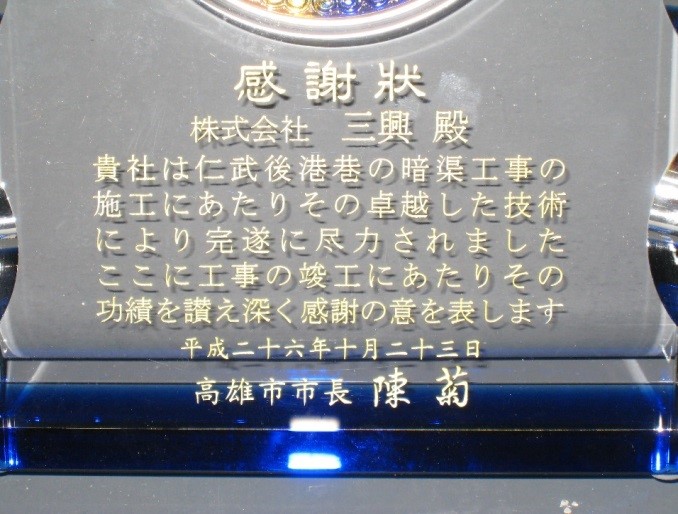 感謝狀
株式会社 三興 殿
貴社は仁武後港巷の暗渠工事の
施工にあたりその卓越した技術
により完遂に尽力されました
ここに工事の竣工にあたりその
功績を讃え深く感謝の意を表します
平成二十六年十月二十三日
高雄市市長 陳菊